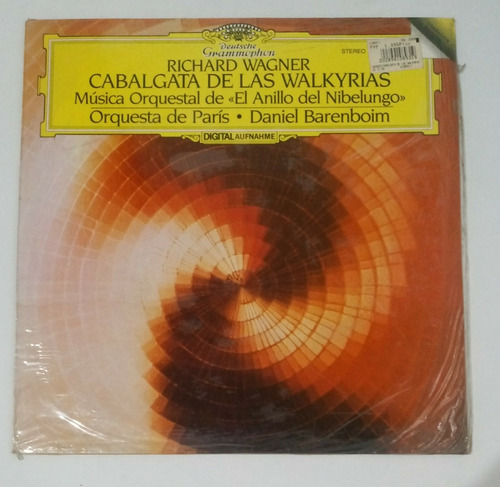 Deutsche
Grammophon
STEREO
RICHARD WAGNER
CABALGATA DE LAS WALKYRIAS
Música Orquestal de «El Anillo del Nibelungo»
Orquesta de París • Daniel Barenboim
DIGITAL AUFNAHME